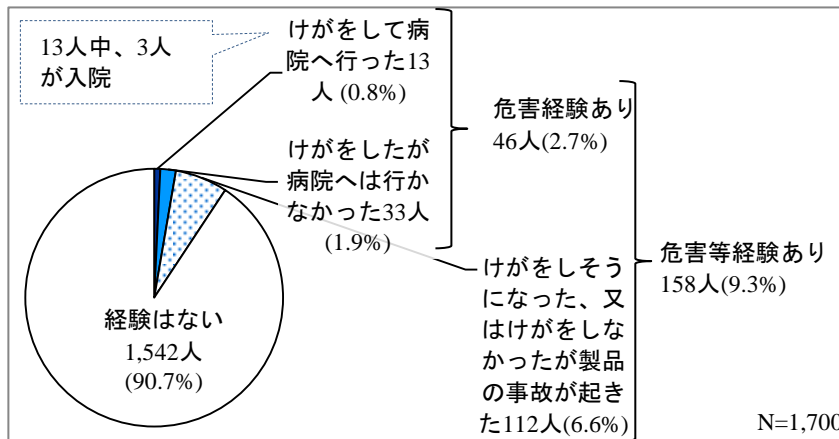 13人中、3人
が入院
けがをして病
院へ行った13
人 (0.8%)
けがをしたが
病院へは行か
なかった33人
(1.9%)
危害経験あり
46人(2.7%)
けがをしそう
になった、又
はけがをしな
かったが製品
の事故が起き
た112人(6.6%)
危害等経験あり
158人(9.3%)
経験はない
1,542人
(90.7%)
N=1,700